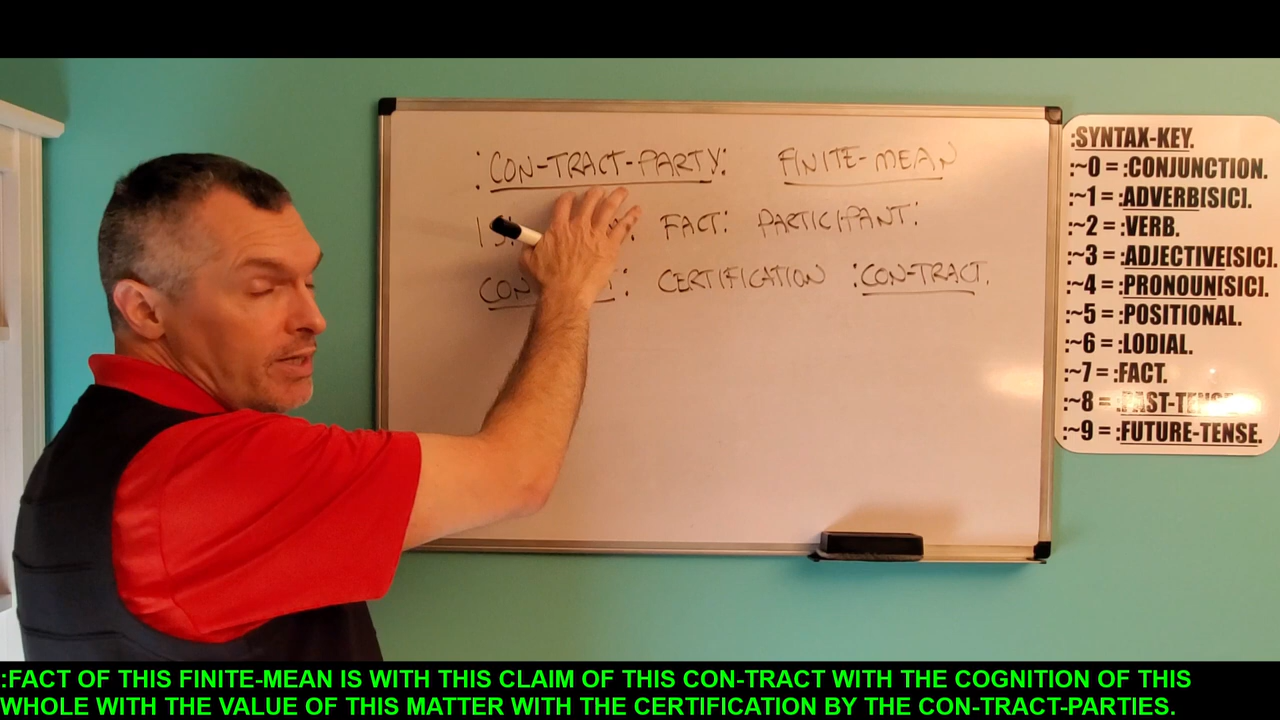 :CON-TRACT-PARTY: FINITE-MEAN
IS: FACT: PARTICIPANT:
CERTIFICATION :CON-TRACT.
:SYNTAX-KEY.
:~0 = :CONJUNCTION.
:~1 = :ADVERB[SIC].
:~2 = :VERB.
:~3 = :ADJECTIVE[SIC].
:~4 = :PRONOUN[SIC].
:~5 = :POSITIONAL.
:~6 = :LODIAL.
:~7 = :FACT.
:~8 = :PAST-TENSE.
:~9 = :FUTURE-TENSE.
:FACT OF THIS FINITE-MEAN IS WITH THIS CLAIM OF THIS CON-TRACT WITH THE COGNITION OF THIS
WHOLE WITH THE VALUE OF THIS MATTER WITH THE CERTIFICATION BY THE CON-TRACT-PARTIES.